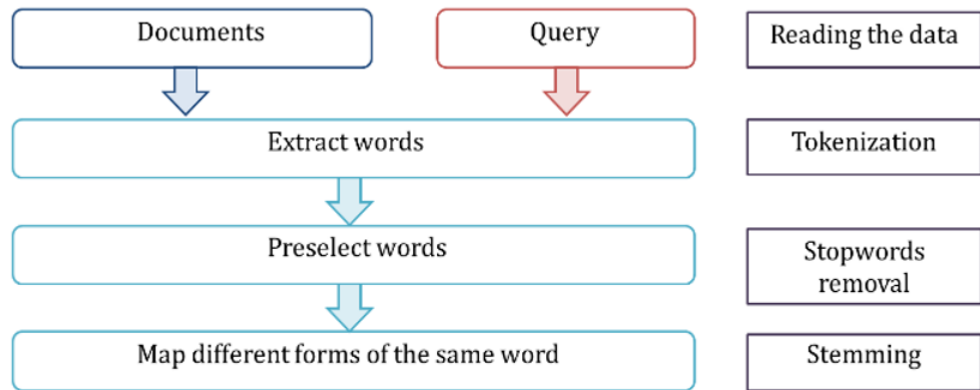 Documents
Query
Reading the data
Extract words
Tokenization
Preselect words
Stopwords
removal
Map different forms of the same word
Stemming